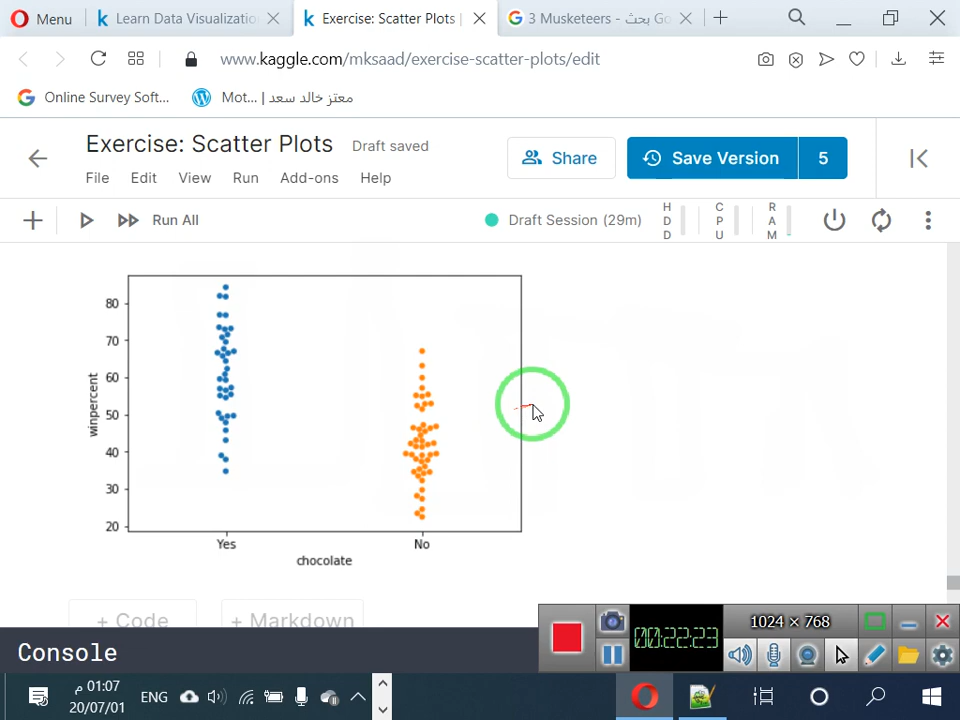 Menu
Learn Data Visualizatio
Exercise: Scatter Plots |
3 Musketeers - بحث Go
www.kaggle.com/mksaad/exercise-scatter-plots/edit
Online Survey Soft...
Mot... | معتز خالد سعد
Exercise: Scatter Plots
Draft saved
Share
Save Version
5
File
Edit
View
Run
Add-ons
Help
Run All
Draft Session (29m)
HDD
CPU
RAM
80
70
60
50
40
30
20
winpercent
Yes
No
chocolate
+ Code
+ Markdown
Console
00:22:23
1024 × 768
01:07 م
20/07/01
ENG